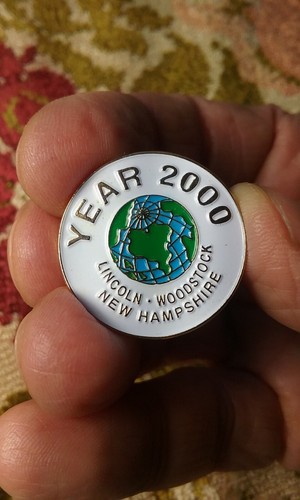 YEAR 2000
LINCOLN · WOODSTOCK
NEW HAMPSHIRE